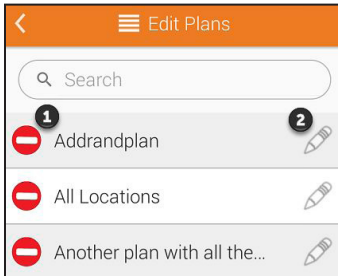 Edit Plans
Search
1 2
Addrandplan
All Locations
Another plan with all the...